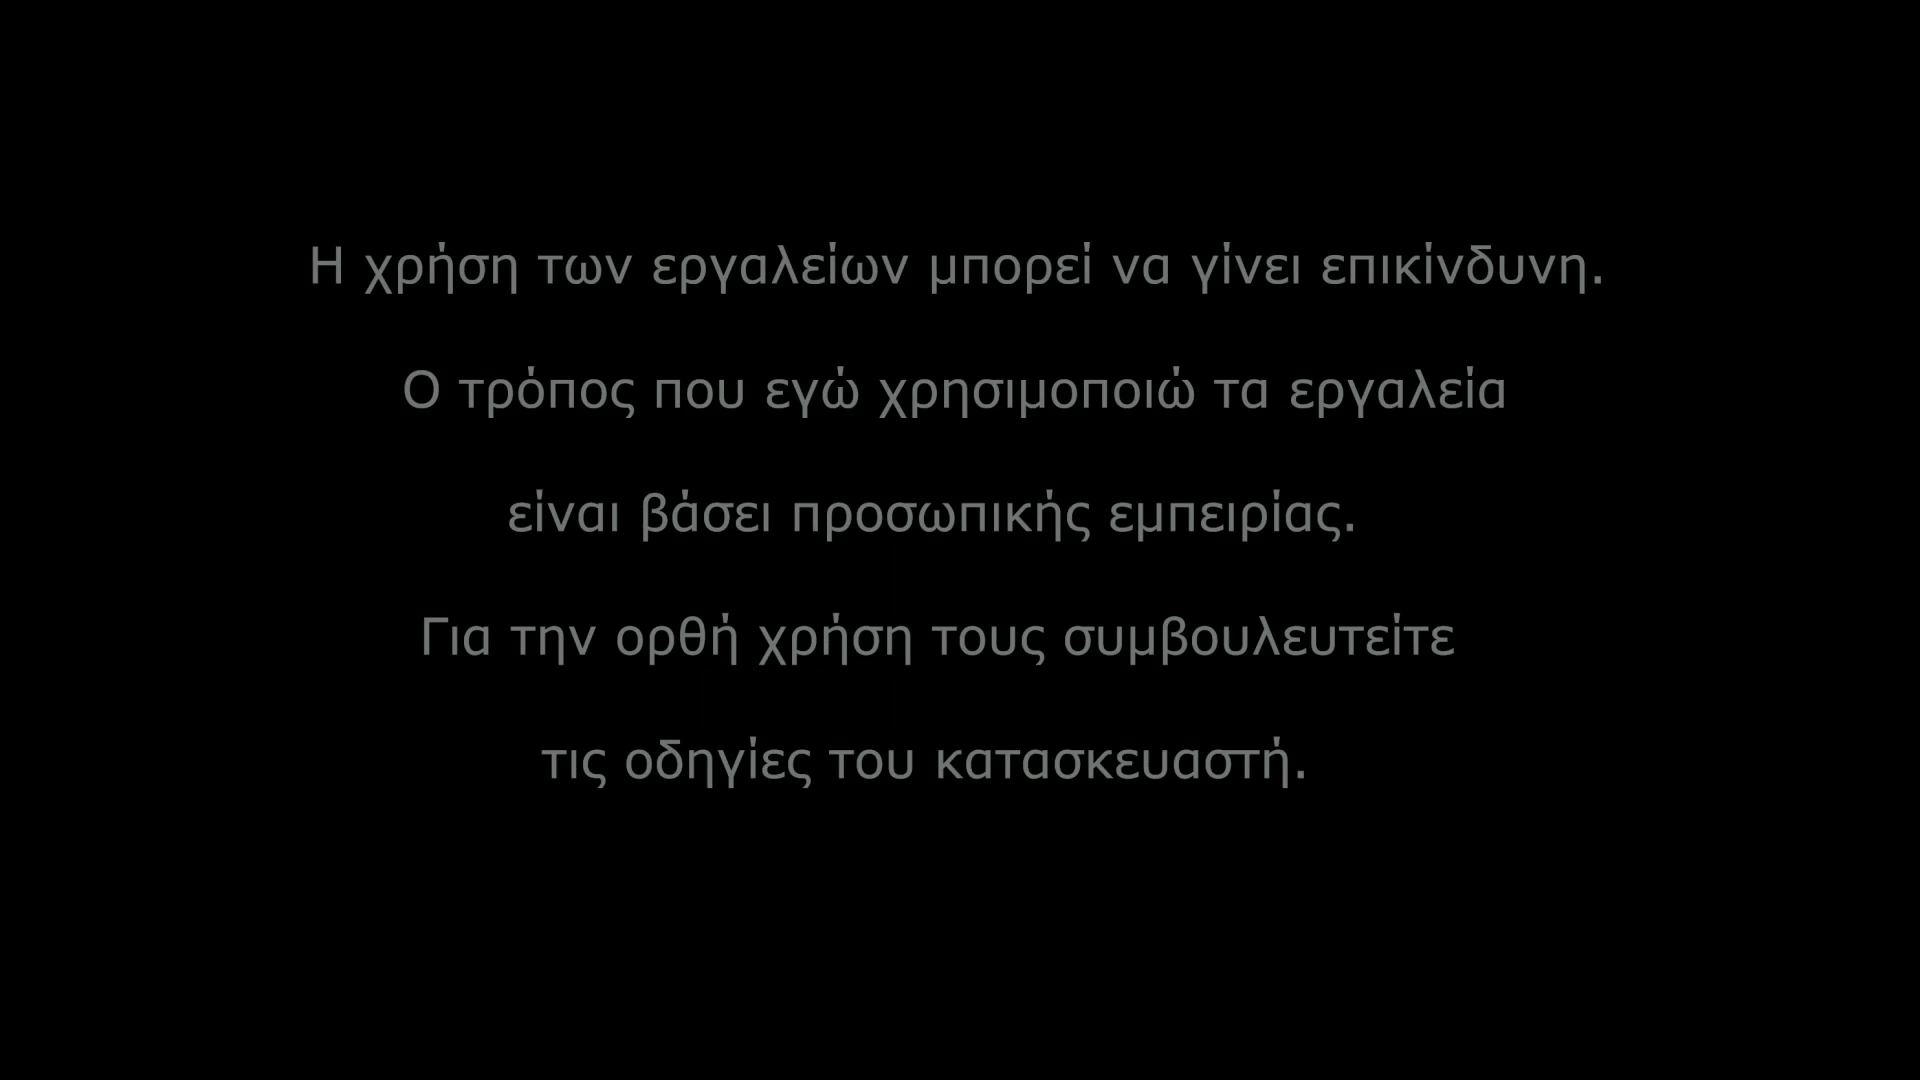 Η χρήση των εργαλείων μπορεί να γίνει επικίνδυνη.
Ο τρόπος που εγώ χρησιμοποιώ τα εργαλεία
είναι βάσει προσωπικής εμπειρίας.
Για την ορθή χρήση τους συμβουλευτείτε
τις οδηγίες του κατασκευαστή.